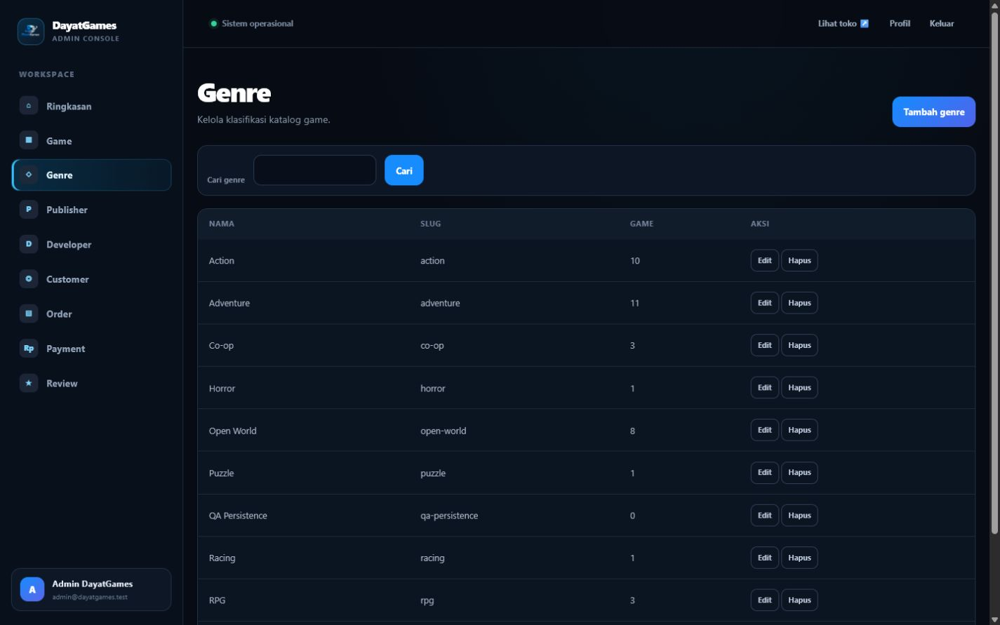 DayatGames
ADMIN CONSOLE
WORKSPACE
Ringkasan
Game
Genre
P Publisher
D Developer
Customer
Order
Rp Payment
Review
A
Admin DayatGames
admin@dayatgames.test
Sistem operasional
Lihat toko
Profil
Keluar
Genre
Kelola klasifikasi katalog game.
Tambah genre
Cari genre
Cari
NAMA SLUG GAME AKSI
Action action 10 Edit Hapus
Adventure adventure 11 Edit Hapus
Co-op co-op 3 Edit Hapus
Horror horror 1 Edit Hapus
Open World open-world 8 Edit Hapus
Puzzle puzzle 1 Edit Hapus
QA Persistence qa-persistence 0 Edit Hapus
Racing racing 1 Edit Hapus
RPG rpg 3 Edit Hapus